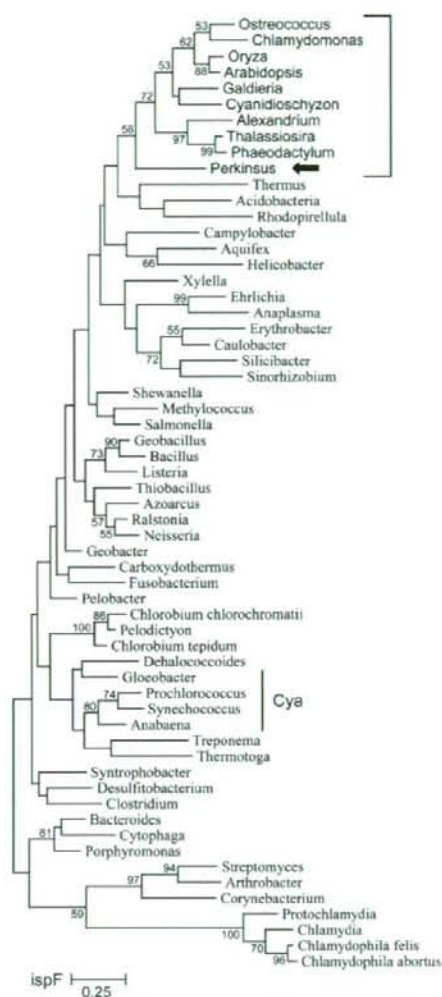 53
Ostreococcus
62
Chlamydomonas
53
Oryza
88
Arabidopsis
72
Galdieria
Cyanidioschyzon
Alexandrium
97
Thalassiosira
58
99
Phaeodactylum
Perkinsus
Thermus
Acidobacteria
Rhodopirellula
Campylobacter
Aquifex
66
Helicobacter
Xylella
99
Ehrlichia
Anaplasma
55
Erythrobacter
Caulobacter
72
Silicibacter
Sinorhizobium
Shewanella
Methylococcus
Salmonella
90
Geobacillus
73
Bacillus
Listeria
Thiobacillus
Azoarcus
57
Ralstonia
55
Neisseria
Geobacter
Carboxydothermus
Fusobacterium
Pelobacter
86
Chlorobium chlorochromatii
100
Pelodictyon
Chlorobium tepidum
Dehalococcoides
Gloeobacter
74
Prochlorococcus
80
Synechococcus
Cya
Anabaena
Treponema
Thermotoga
Syntrophobacter
Desulfitobacterium
Clostridium
Bacteroides
61
Cytophaga
Porphyromonas
94
Streptomyces
97
Arthrobacter
Corynebacterium
59
Protochlamydia
100
Chlamydia
70
Chlamydophila felis
96
Chlamydophila abortus
ispF
0.25